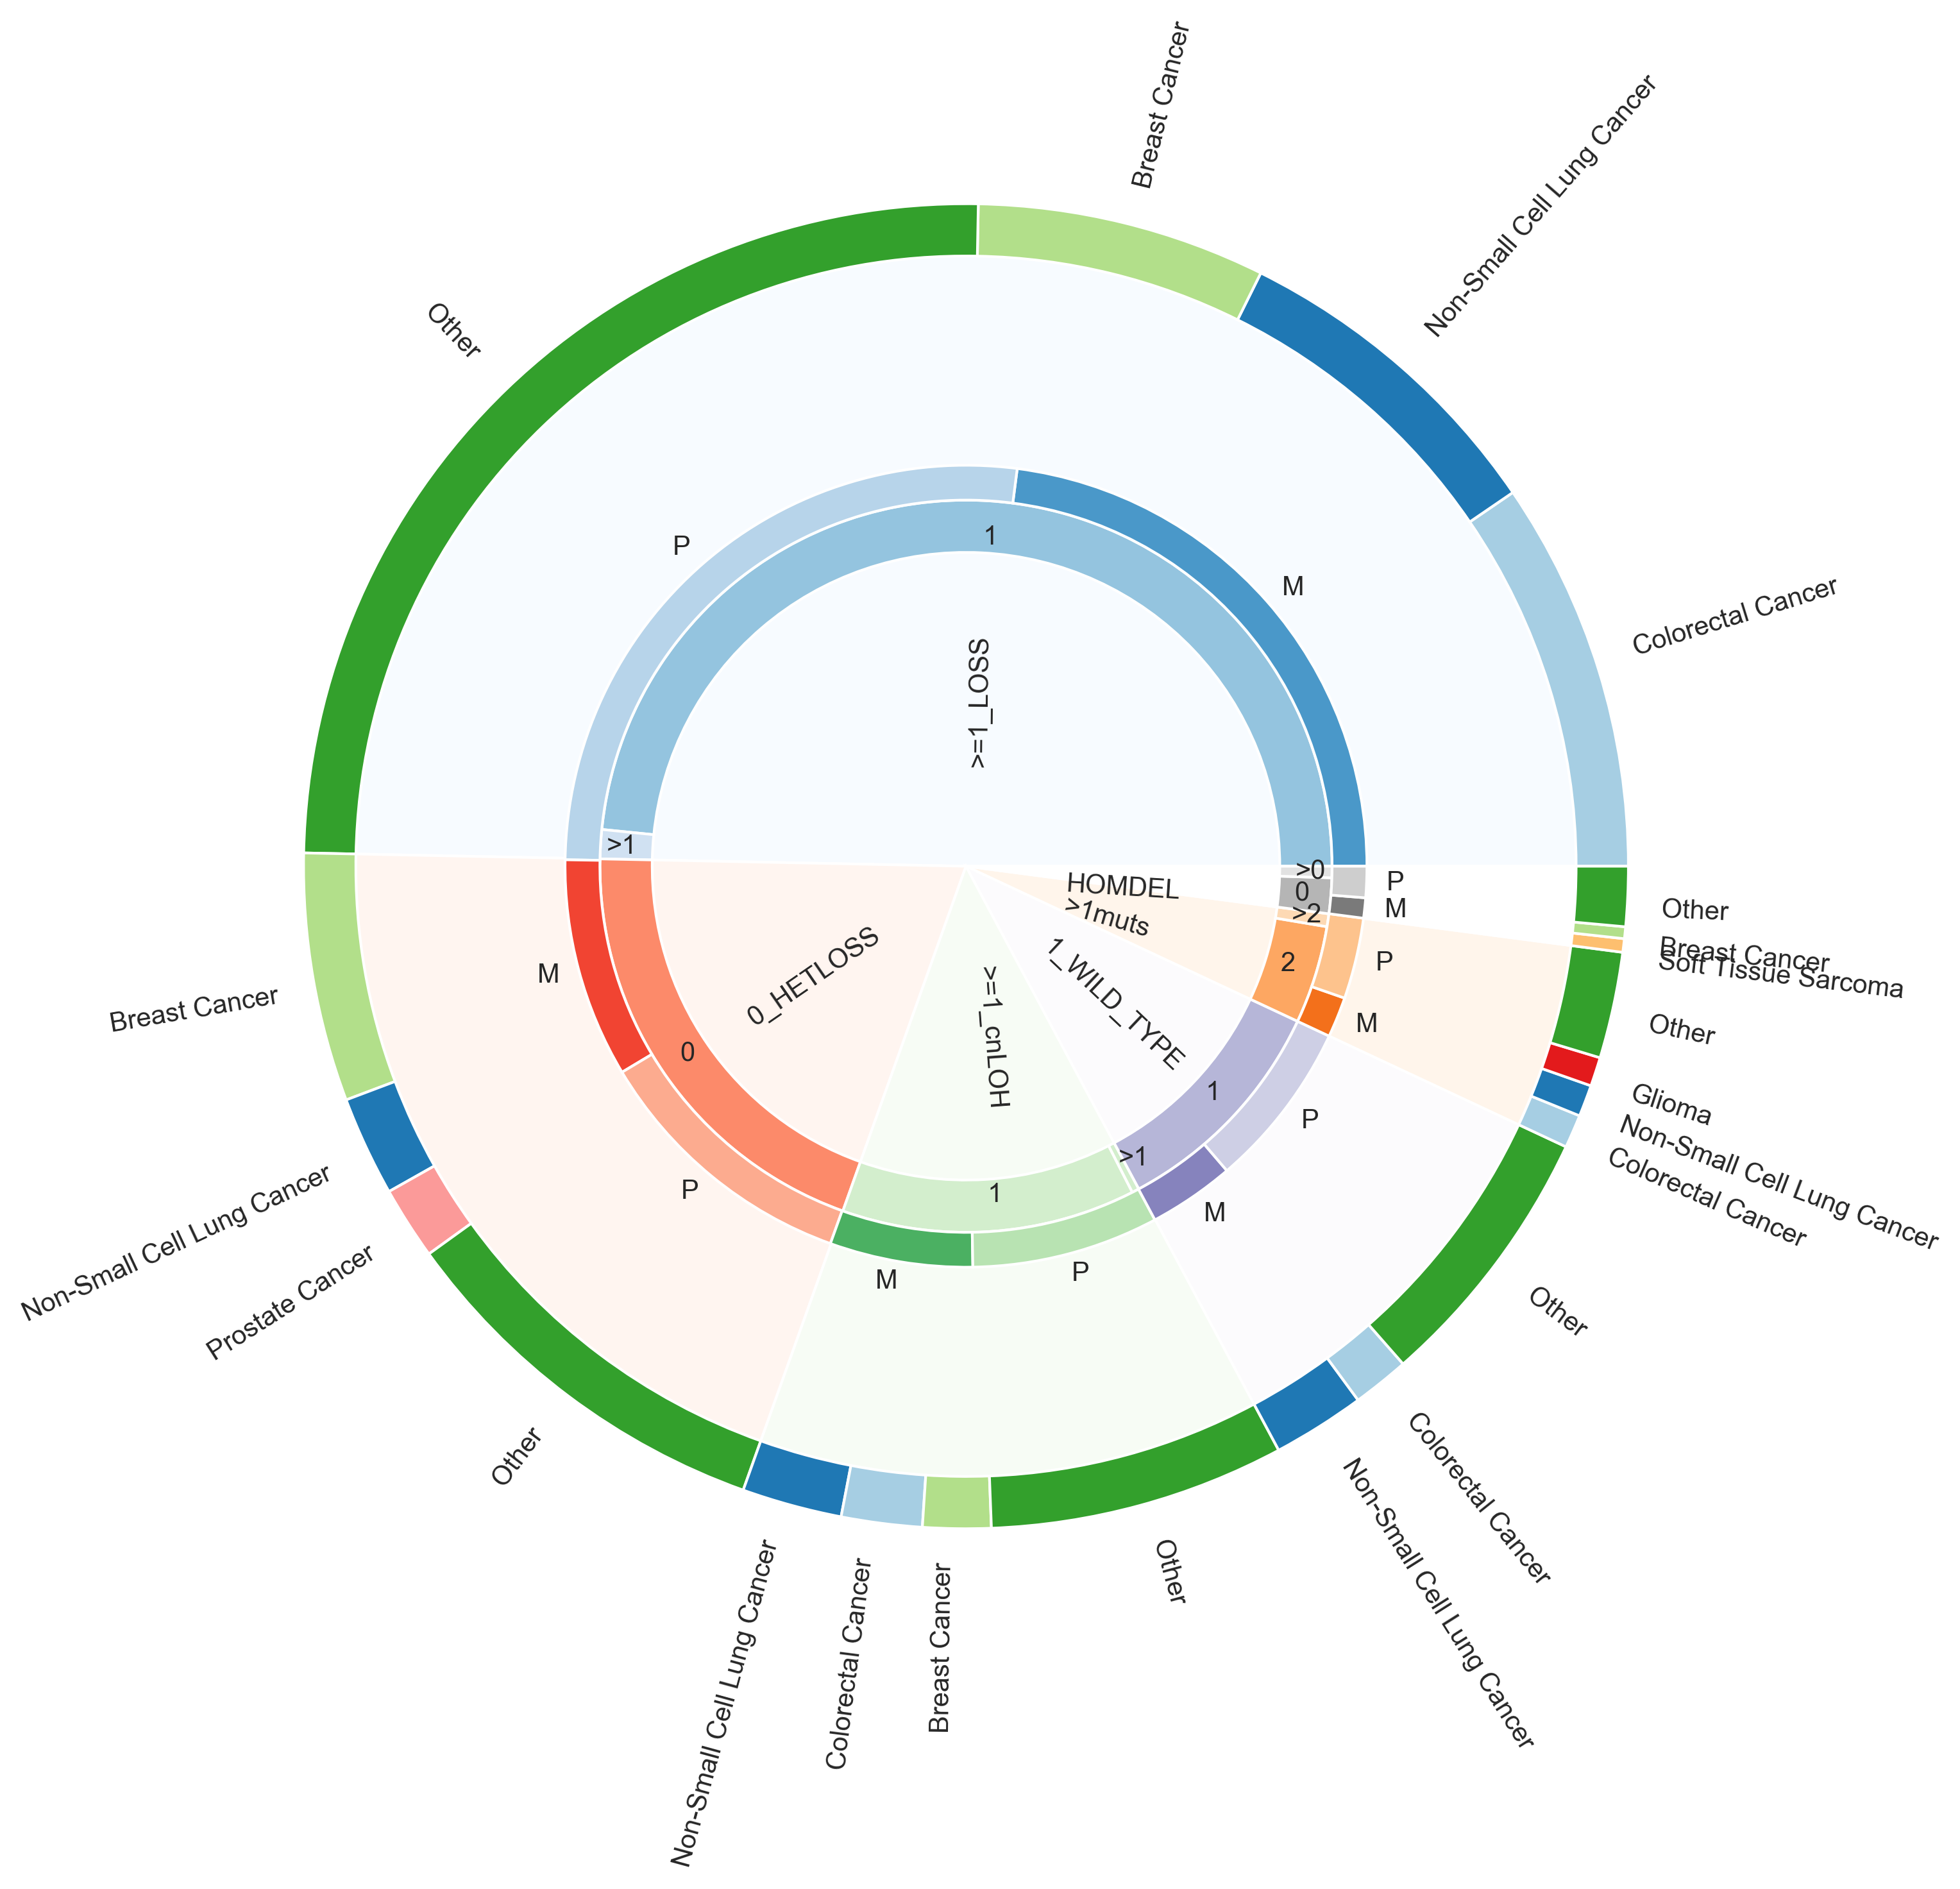 Breast Cancer
Non-Small Cell Lung Cancer
Other
Colorectal Cancer
P
1
M
>=1_LOSS
>1
>0
P
HOMDEL
0
M
Other
>1muts
>2
Breast Cancer
Soft Tissue Sarcoma
0_HETLOSS
1_WILD_TYPE
2
P
M
Breast Cancer
>=1_cnLOH
0
M
Other
1
Glioma
P
Non-Small Cell Lung Cancer
Colorectal Cancer
>1
P
1
M
Non-Small Cell Lung Cancer
Prostate Cancer
M
P
Other
Other
Colorectal Cancer
Non-Small Cell Lung Cancer
Non-Small Cell Lung Cancer
Colorectal Cancer
Breast Cancer
Other